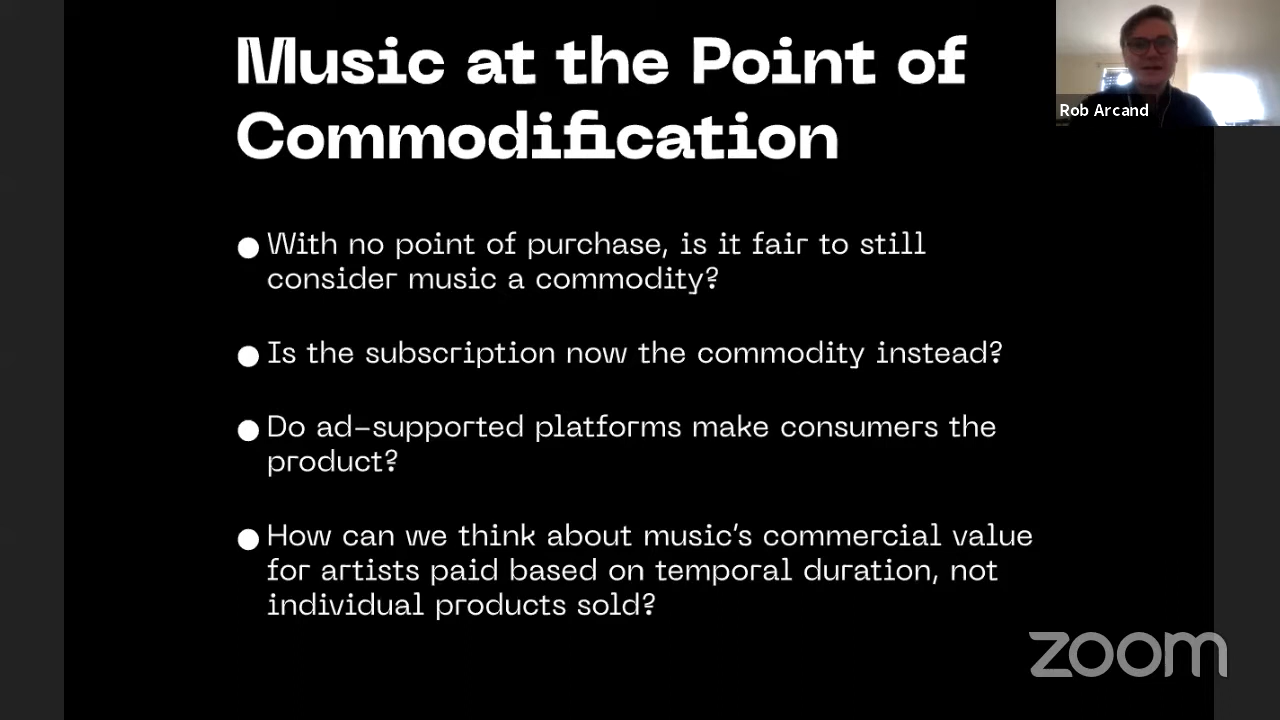 Music at the Point of
Commodification
Rob Arcand
● With no point of purchase, is it fair to still
consider music a commodity?
● Is the subscription now the commodity instead?
● Do ad-supported platforms make consumers the
product?
● How can we think about music's commercial value
for artists paid based on temporal duration, not
individual products sold?
zoom